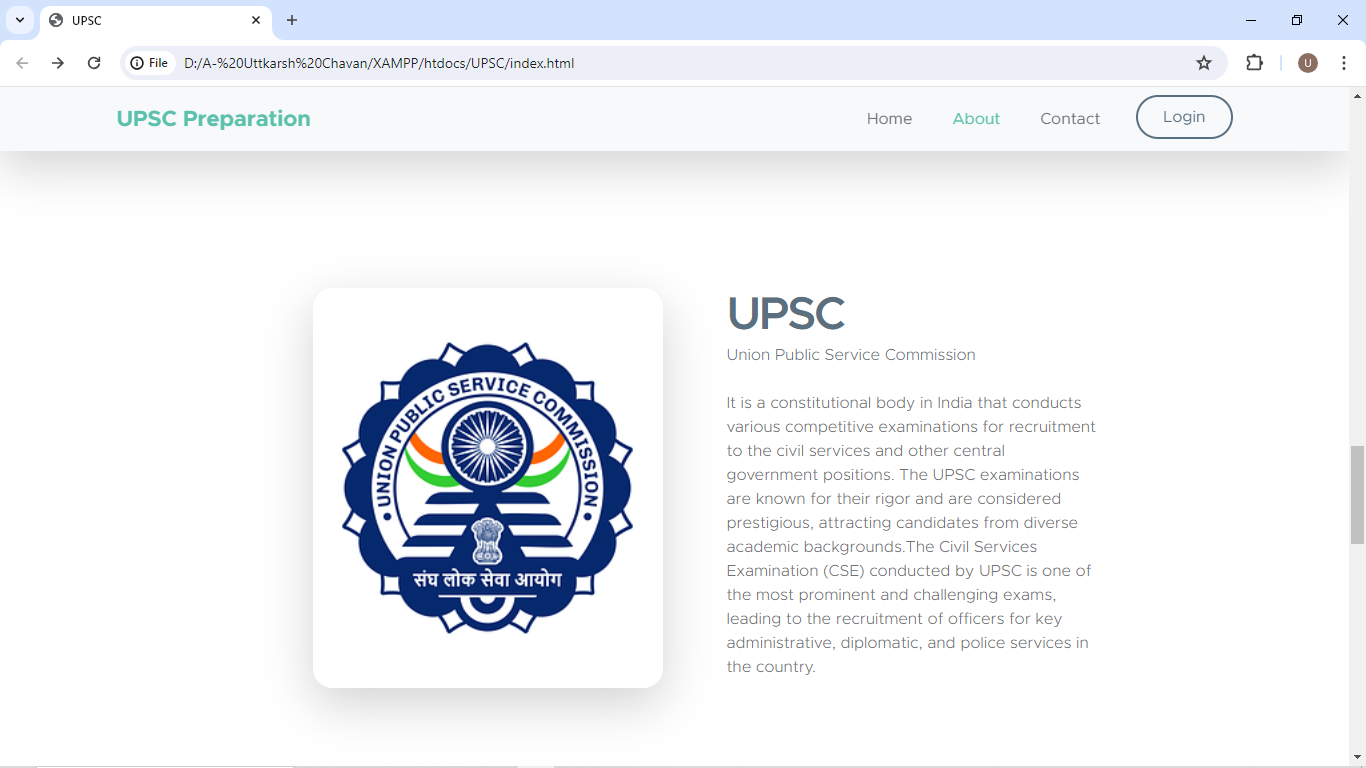 UPSC
File
D:/A-%20Uttkarsh%20Chavan/XAMPP/htdocs/UPSC/index.html
U
UPSC Preparation
Home
About
Contact
Login
UNION PUBLIC SERVICE COMMISSION
संघ लोक सेवा आयोग
UPSC
Union Public Service Commission
It is a constitutional body in India that conducts
various competitive examinations for recruitment
to the civil services and other central
government positions. The UPSC examinations
are known for their rigor and are considered
prestigious, attracting candidates from diverse
academic backgrounds.The Civil Services
Examination (CSE) conducted by UPSC is one of
the most prominent and challenging exams,
leading to the recruitment of officers for key
administrative, diplomatic, and police services in
the country.